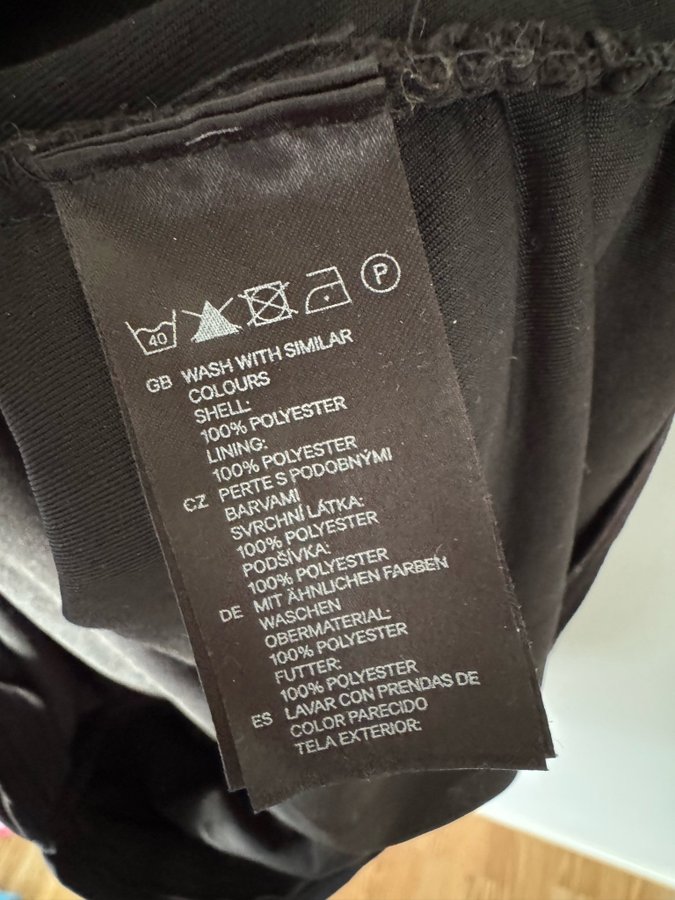 40 P
GB WASH WITH SIMILAR
COLOURS
SHELL:
100% POLYESTER
LINING:
100% POLYESTER
CZ PERTE S PODOBNÝMI
BARVAMI
SVRCHNÍ LÁTKA:
100% POLYESTER
PODŠÍVKA:
100% POLYESTER
DE MIT ÄHNLICHEN FARBEN
WASCHEN
OBERMATERIAL:
100% POLYESTER
FUTTER:
100% POLYESTER
ES LAVAR CON PRENDAS DE
COLOR PARECIDO
TELA EXTERIOR: